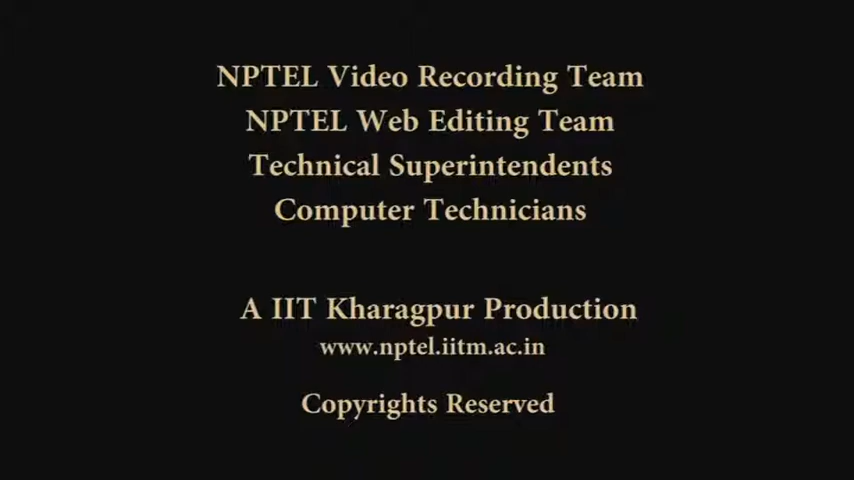 NPTEL Video Recording Team
NPTEL Web Editing Team
Technical Superintendents
Computer Technicians
A IIT Kharagpur Production
www.nptel.iitm.ac.in
Copyrights Reserved